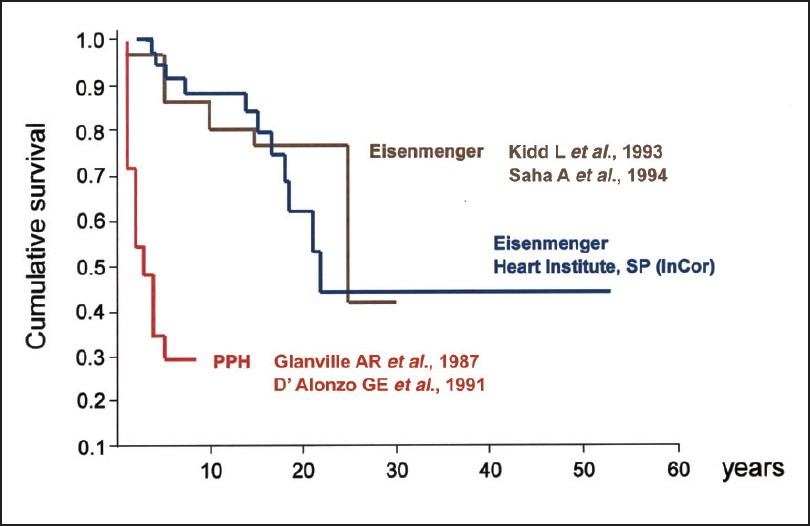 Cumulative survival
1.0
0.9
0.8
0.7
0.6
0.5
0.4
0.3
0.2
0.1
Eisenmenger Kidd L et al., 1993
Saha A et al., 1994
Eisenmenger
Heart Institute, SP (InCor)
PPH Glanville AR et al., 1987
D' Alonzo GE et al., 1991
10 20 30 40 50 60 years